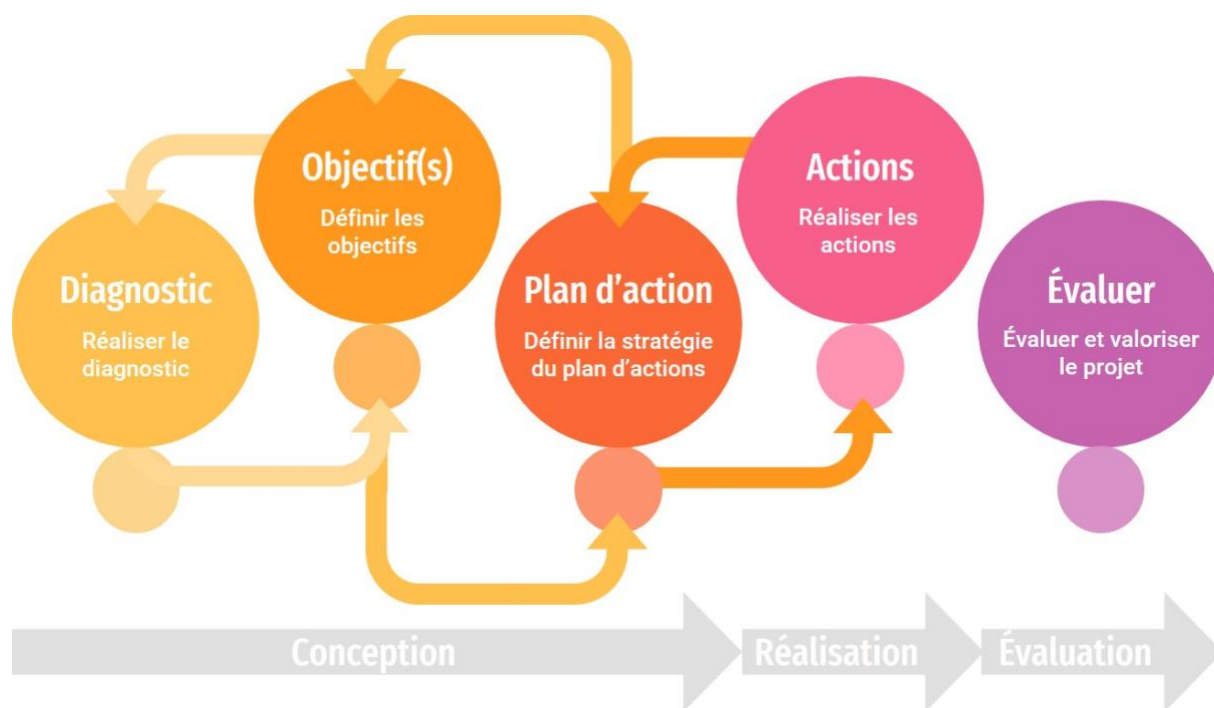 Diagnostic
Réaliser le
diagnostic
Objectif(s)
Définir les
objectifs
Plan d’action
Définir la stratégie
du plan d’actions
Actions
Réaliser les
actions
Évaluer
Évaluer et valoriser
le projet
Conception
Réalisation
Évaluation